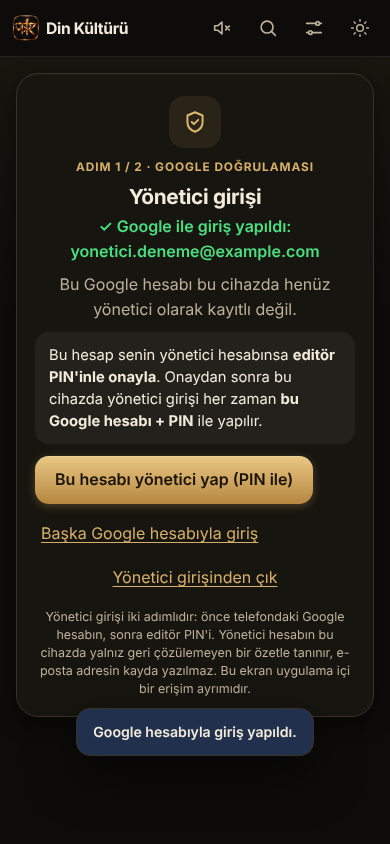 Din Kültürü
ADIM 1 / 2 · GOOGLE DOĞRULAMASI
Yönetici girişi
✓ Google ile giriş yapıldı:
yonetici.deneme@example.com
Bu Google hesabı bu cihazda henüz
yönetici olarak kayıtlı değil.
Bu hesap senin yönetici hesabınsa editör
PIN'inle onayla. Onaydan sonra bu
cihazda yönetici girişi her zaman bu
Google hesabı + PIN ile yapılır.
Bu hesabı yönetici yap (PIN ile)
Başka Google hesabıyla giriş
Yönetici girişinden çık
Yönetici girişi iki adımlıdır: önce telefondaki Google
hesabın, sonra editör PIN'i. Yönetici hesabın bu
cihazda yalnız geri çözülemeyen bir özetle tanınır, e-
posta adresin kayda yazılmaz. Bu ekran uygulama içi
bir erişim ayrımıdır.
Google hesabıyla giriş yapıldı.